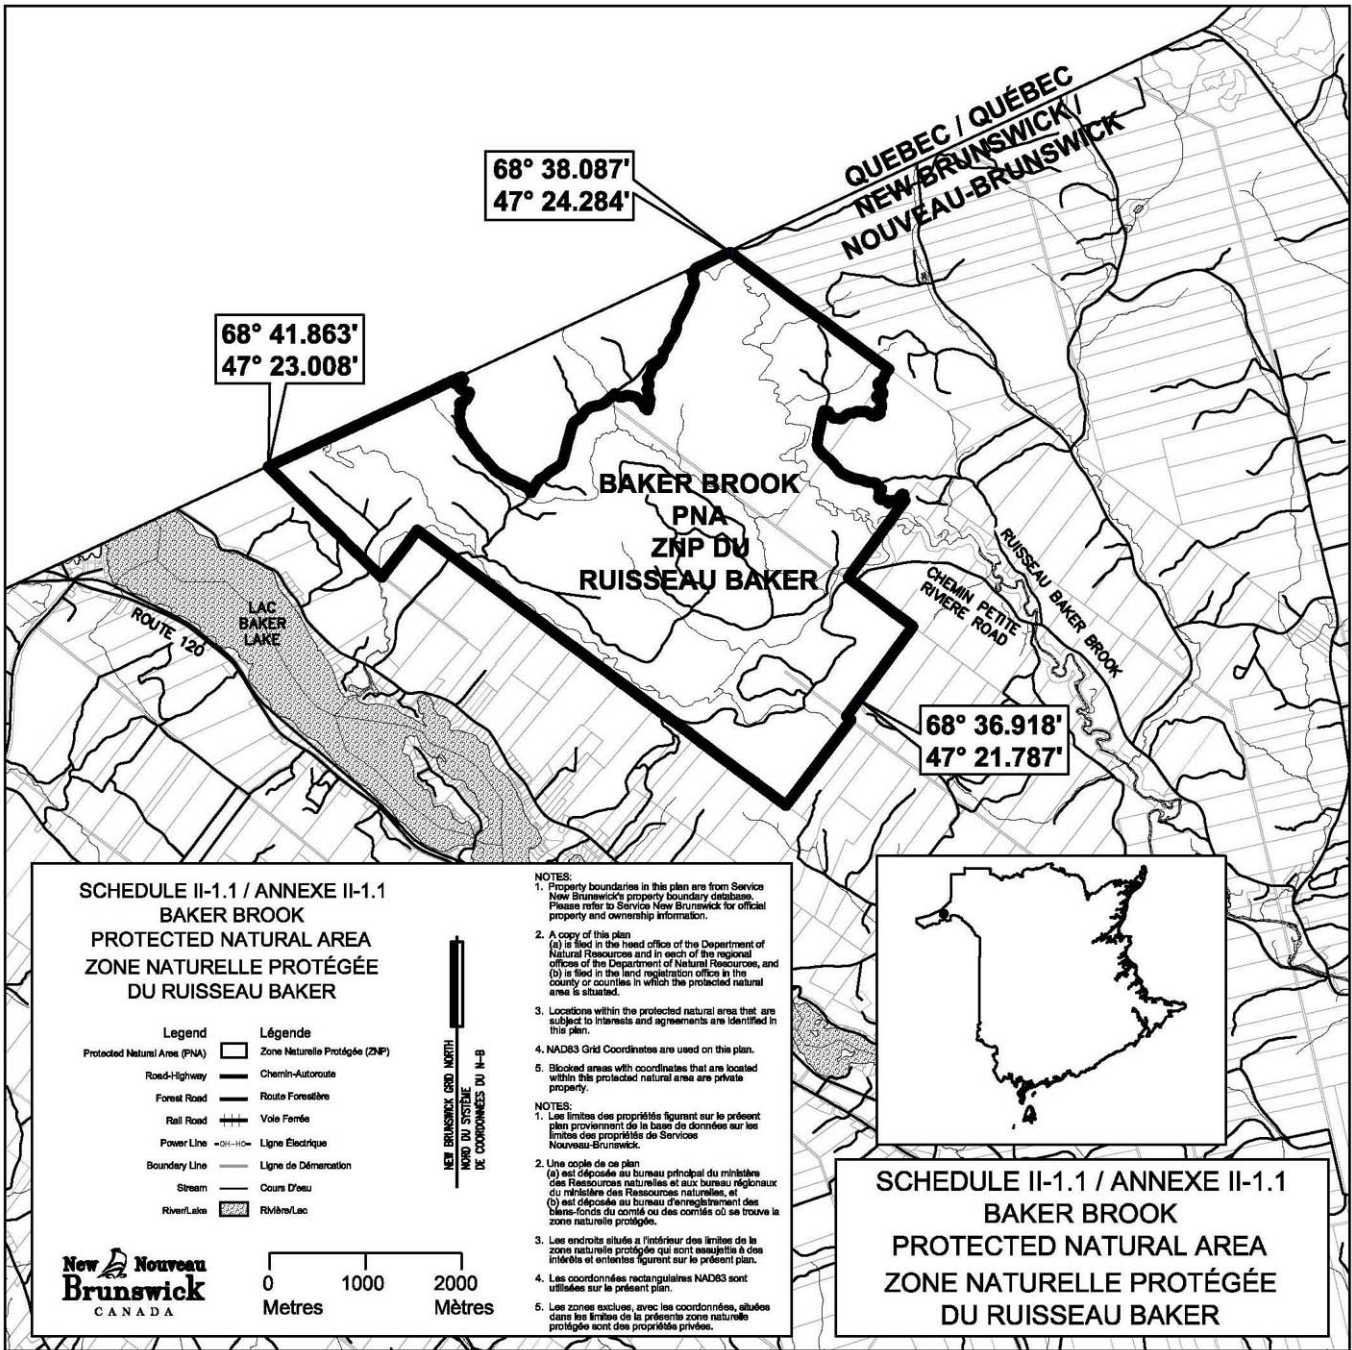 QUEBEC / QUÉBEC
NEW BRUNSWICK /
NOUVEAU-BRUNSWICK
68° 38.087'
47° 24.284'
68° 41.863'
47° 23.008'
BAKER BROOK
PNA
ZNP DU
RUISSEAU BAKER
RUISSEAU BAKER BROOK
CHEMIN PETITE
RIVIERE ROAD
LAC
BAKER
LAKE
ROUTE 120
68° 36.918'
47° 21.787'
SCHEDULE II-1.1 / ANNEXE II-1.1
BAKER BROOK
PROTECTED NATURAL AREA
ZONE NATURELLE PROTÉGÉE
DU RUISSEAU BAKER
Legend Légende
Protected Natural Area (PNA) Zone Naturelle Protégée (ZNP)
Road-Highway Chemin-Autoroute
Forest Road Route Forestière
Rail Road Voie Ferrée
Power Line OH-HO Ligne Électrique
Boundary Line Ligne de Démarcation
Stream Cours D'eau
River/Lake Rivière/Lac
NEW BRUNSWICK GRID NORTH
NORD DU SYSTÈME
DE COORDONNÉES DU N-B
New Nouveau
Brunswick
CANADA
0 1000 2000
Metres Mètres
NOTES:
1. Property boundaries in this plan are from Service
New Brunswick's property boundary database.
Please refer to Service New Brunswick for official
property and ownership information.
2. A copy of this plan
(a) is filed in the head office of the Department of
Natural Resources and in each of the regional
offices of the Department of Natural Resources, and
(b) is filed in the land registration office in the
county or counties in which the protected natural
area is situated.
3. Locations within the protected natural area that are
subject to interests and agreements are identified in
this plan.
4. NAD83 Grid Coordinates are used on this plan.
5. Blocked areas with coordinates that are located
within this protected natural area are private
property.
NOTES:
1. Les limites des propriétés figurant sur le présent
plan proviennent de la base de données sur les
limites des propriétés de Services
Nouveau-Brunswick.
2. Une copie de ce plan
(a) est déposée au bureau principal du ministère
des Ressources naturelles et aux bureau régionaux
du ministère des Ressources naturelles, et
(b) est déposée au bureau d'enregistrement des
biens-fonds du comté ou des comtés où se trouve la
zone naturelle protégée.
3. Les endroits situés a l'intérieur des limites de la
zone naturelle protégée qui sont assujettis à des
intérêts et ententes figurent sur le présent plan.
4. Les coordonnées rectangulaires NAD83 sont
utilisées sur le présent plan.
5. Les zones exclues, avec les coordonnées, situées
dans les limites de la présente zone naturelle
protégée sont des propriétés privées.
SCHEDULE II-1.1 / ANNEXE II-1.1
BAKER BROOK
PROTECTED NATURAL AREA
ZONE NATURELLE PROTÉGÉE
DU RUISSEAU BAKER